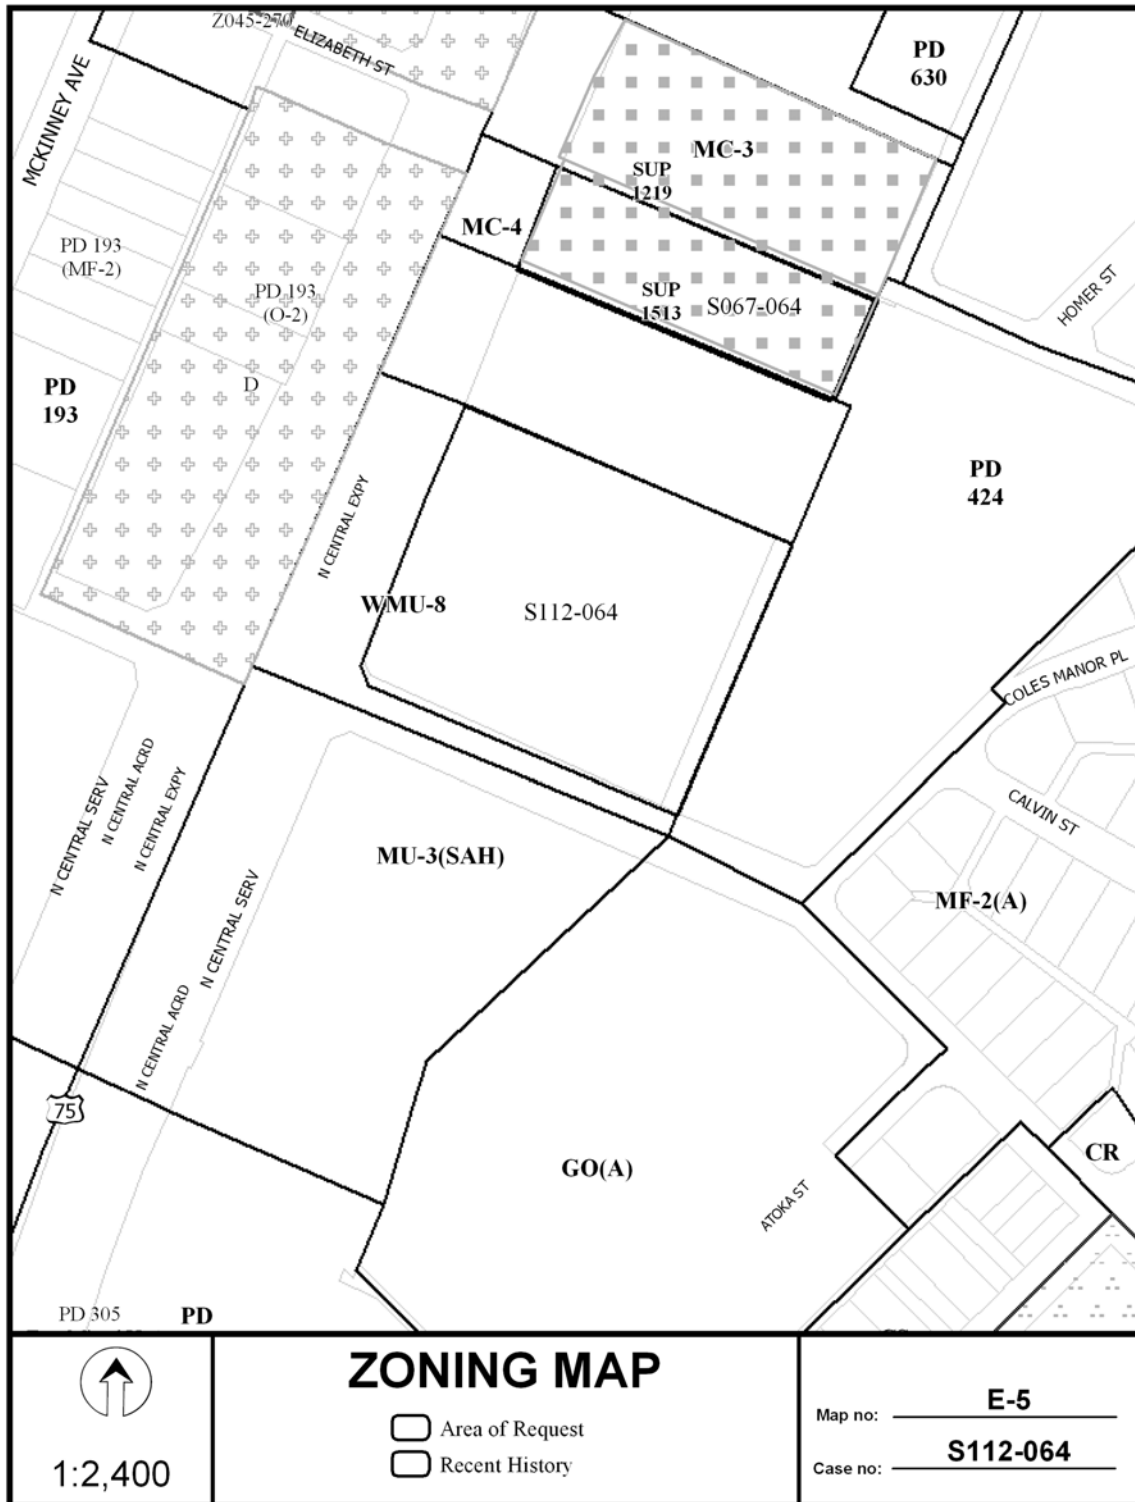 Z045-270
ELIZABETH ST
MCKINNEY AVE
PD
630
MC-3
SUP
1219
MC-4
PD 193
(MF-2)
PD 193
(O-2)
SUP
1513
S067-064
HOMER ST
D
PD
193
PD
424
N CENTRAL EXPY
WMU-8
S112-064
COLES MANOR PL
CALVIN ST
N CENTRAL SERV
N CENTRAL ACRD
N CENTRAL EXPY
MU-3(SAH)
N CENTRAL SERV
MF-2(A)
N CENTRAL ACRD
75
GO(A)
CR
ATOKA ST
PD 305
PD
1:2,400
ZONING MAP
Area of Request
Recent History
Map no: E-5
Case no: S112-064